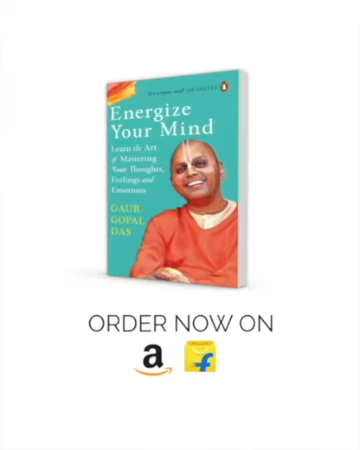 Energize
Your Mind
Learn the Art
of Mastering
Your Thoughts,
Feelings and
Emotions
GAUR
GOPAL
DAS
ORDER NOW ON
a
f